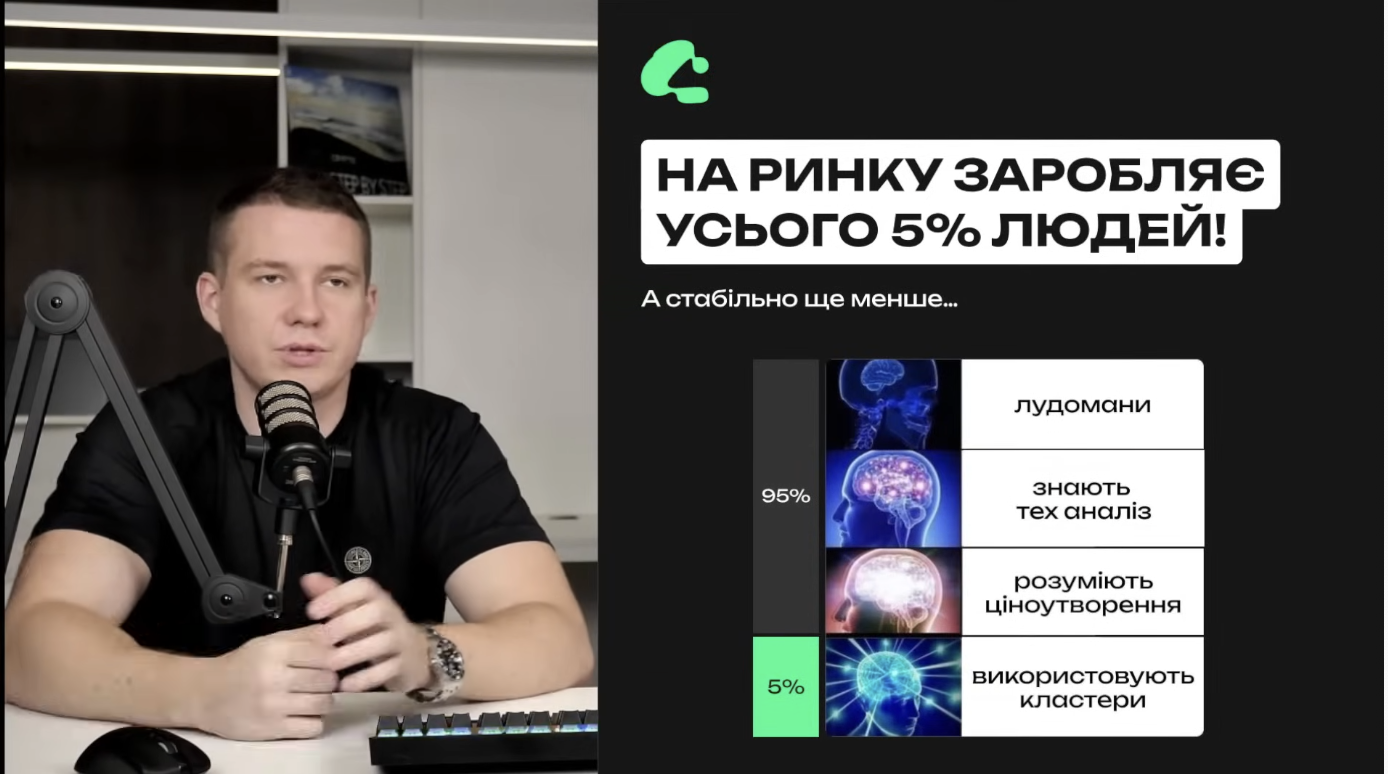 STEP BY STEP
НА РИНКУ ЗАРОБЛЯЄ
УСЬОГО 5% ЛЮДЕЙ!
А стабільно ще менше...
95%
лудомани
знають
тех аналіз
розуміють
ціноутворення
5%
використовують
кластери